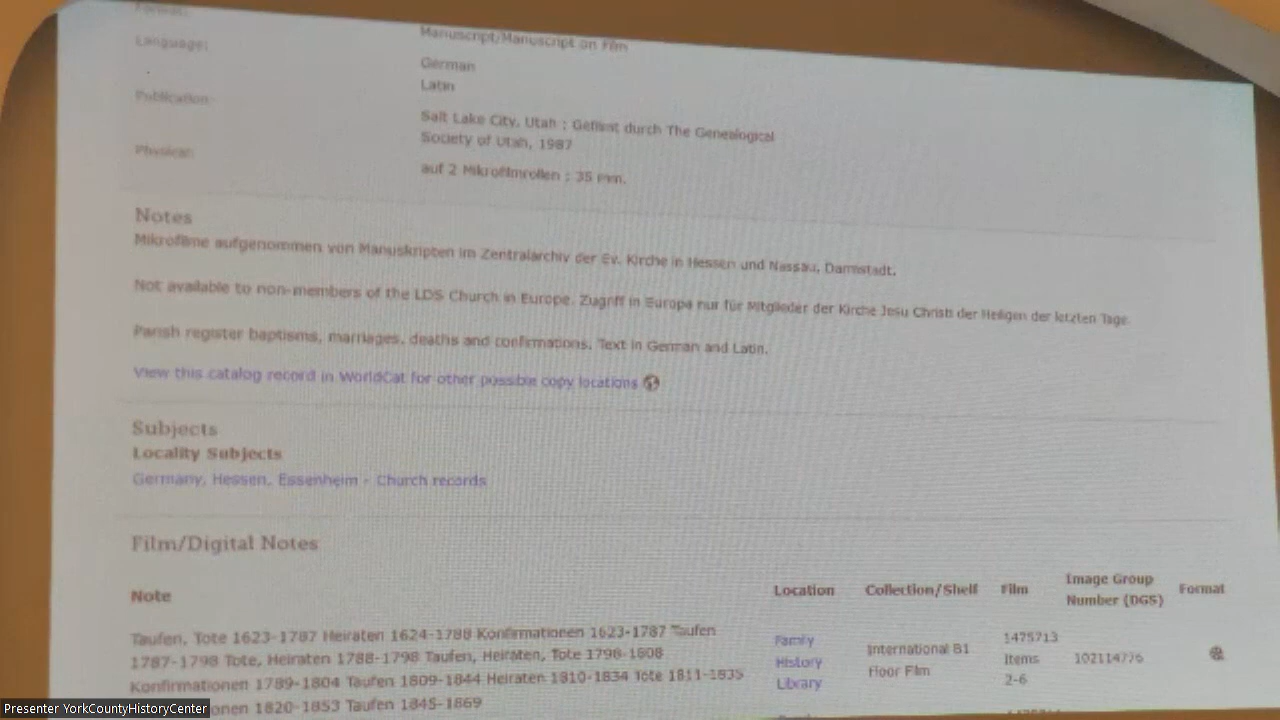 Format:
Manuscript/Manuscript on Film
Language:
German
Latin
Publication:
Salt Lake City, Utah : Gefilmt durch The Genealogical
Society of Utah, 1987
Physical:
auf 2 Mikrofilmrollen ; 35 mm.
Notes
Mikrofilme aufgenommen von Manuskripten im Zentralarchiv der Ev. Kirche in Hessen und Nassau, Darmstadt.
Not available to non-members of the LDS Church in Europe. Zugriff in Europa nur für Mitglieder der Kirche Jesu Christi der Heiligen der letzten Tage.
Parish register baptisms, marriages, deaths and confirmations. Text in German and Latin.
View this catalog record in WorldCat for other possible copy locations
Subjects
Locality Subjects
Germany, Hessen, Essenheim - Church records
Film/Digital Notes
Note Location Collection/Shelf Film Image Group Number (DGS) Format
Taufen, Tote 1623-1787 Heiraten 1624-1788 Konfirmationen 1623-1787 Taufen
1787-1798 Tote, Heiraten 1788-1798 Taufen, Heiraten, Tote 1798-1808
Konfirmationen 1789-1804 Taufen 1809-1844 Heiraten 1810-1834 Tote 1811-1835
onen 1820-1853 Taufen 1845-1869
Family
History
Library
International B1
Floor Film
1475713
Items
2-6
102114776
Presenter YorkCountyHistoryCenter